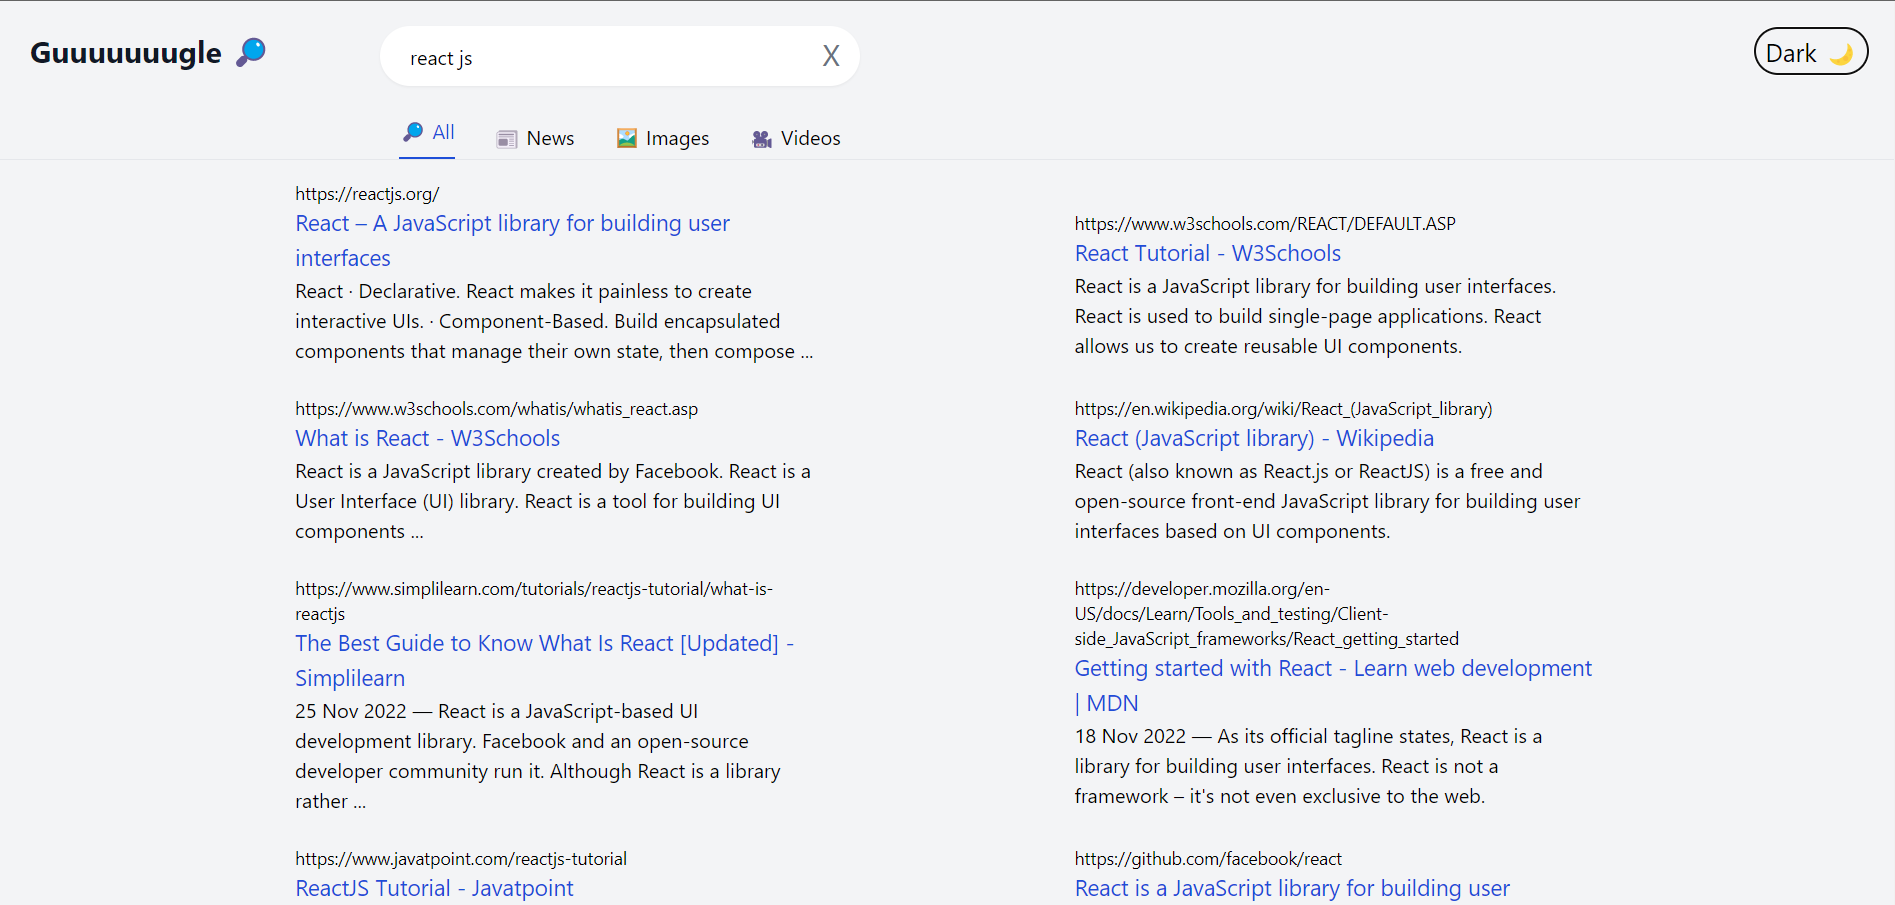 Guuuuuuugle
react js
X
Dark
All
News
Images
Videos
https://reactjs.org/
React – A JavaScript library for building user
interfaces
React · Declarative. React makes it painless to create
interactive UIs. · Component-Based. Build encapsulated
components that manage their own state, then compose ...
https://www.w3schools.com/REACT/DEFAULT.ASP
React Tutorial - W3Schools
React is a JavaScript library for building user interfaces.
React is used to build single-page applications. React
allows us to create reusable UI components.
https://www.w3schools.com/whatis/whatis_react.asp
What is React - W3Schools
React is a JavaScript library created by Facebook. React is a
User Interface (UI) library. React is a tool for building UI
components ...
https://en.wikipedia.org/wiki/React_(JavaScript_library)
React (JavaScript library) - Wikipedia
React (also known as React.js or ReactJS) is a free and
open-source front-end JavaScript library for building user
interfaces based on UI components.
https://www.simplilearn.com/tutorials/reactjs-tutorial/what-is-
reactjs
The Best Guide to Know What Is React [Updated] -
Simplilearn
25 Nov 2022 — React is a JavaScript-based UI
development library. Facebook and an open-source
developer community run it. Although React is a library
rather ...
https://developer.mozilla.org/en-
US/docs/Learn/Tools_and_testing/Client-
side_JavaScript_frameworks/React_getting_started
Getting started with React - Learn web development
| MDN
18 Nov 2022 — As its official tagline states, React is a
library for building user interfaces. React is not a
framework – it's not even exclusive to the web.
https://www.javatpoint.com/reactjs-tutorial
ReactJS Tutorial - Javatpoint
https://github.com/facebook/react
React is a JavaScript library for building user